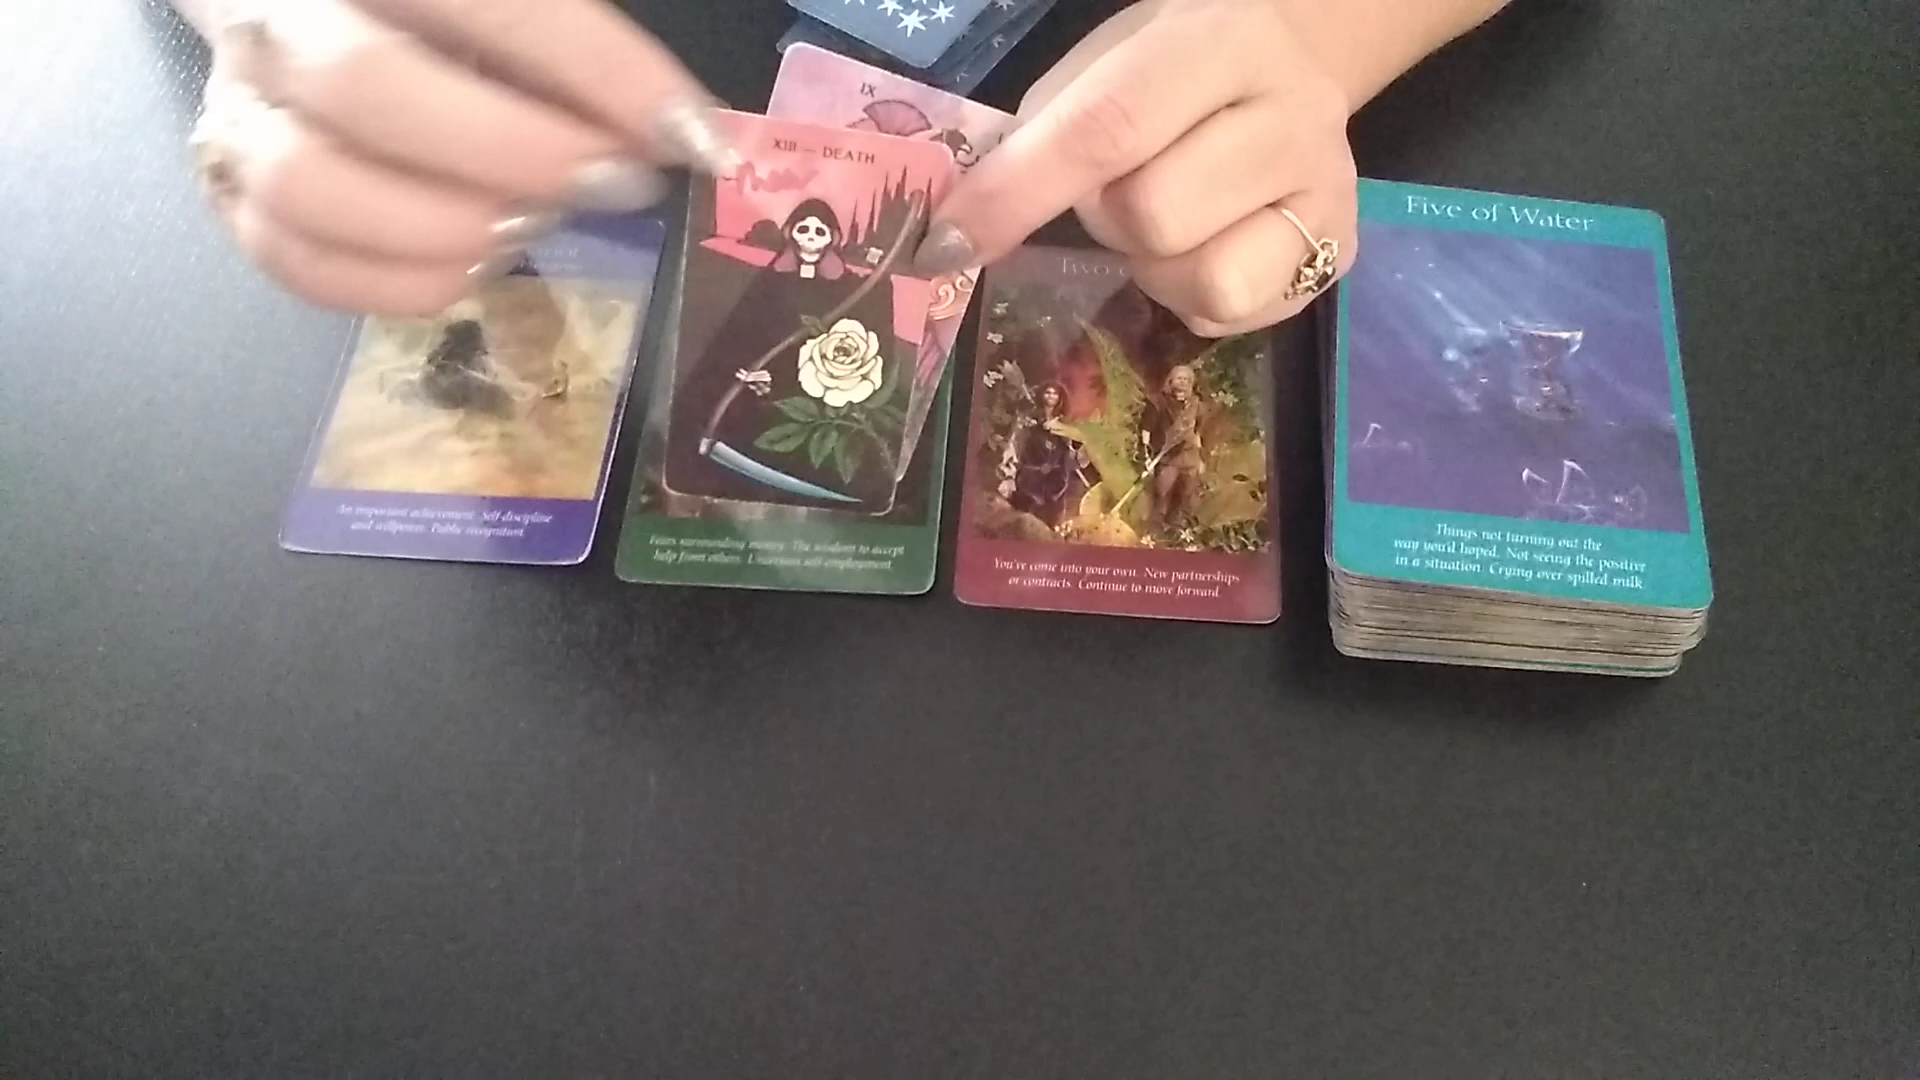 IX
XIII — DEATH
Five of Water
Two
An important achievement. Self-discipline
and willpower. Public recognition.
Fears surrounding money. The wisdom to accept
help from others. Uncertain self-employment.
You've come into your own. New partnerships
or contracts. Continue to move forward.
Things not turning out the
way you'd hoped. Not seeing the positive
in a situation. Crying over spilled milk.